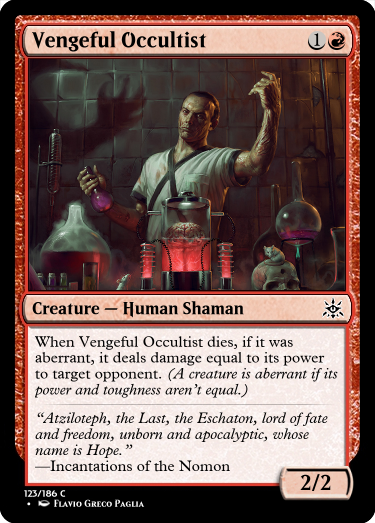 Vengeful Occultist 1
Creature — Human Shaman
When Vengeful Occultist dies, if it was
aberrant, it deals damage equal to its power
to target opponent. (A creature is aberrant if its
power and toughness aren't equal.)
"Atziloteph, the Last, the Eschaton, lord of fate
and freedom, unborn and apocalyptic, whose
name is Hope."
—Incantations of the Nomon
2/2
123/186 C
• Flavio Greco Paglia